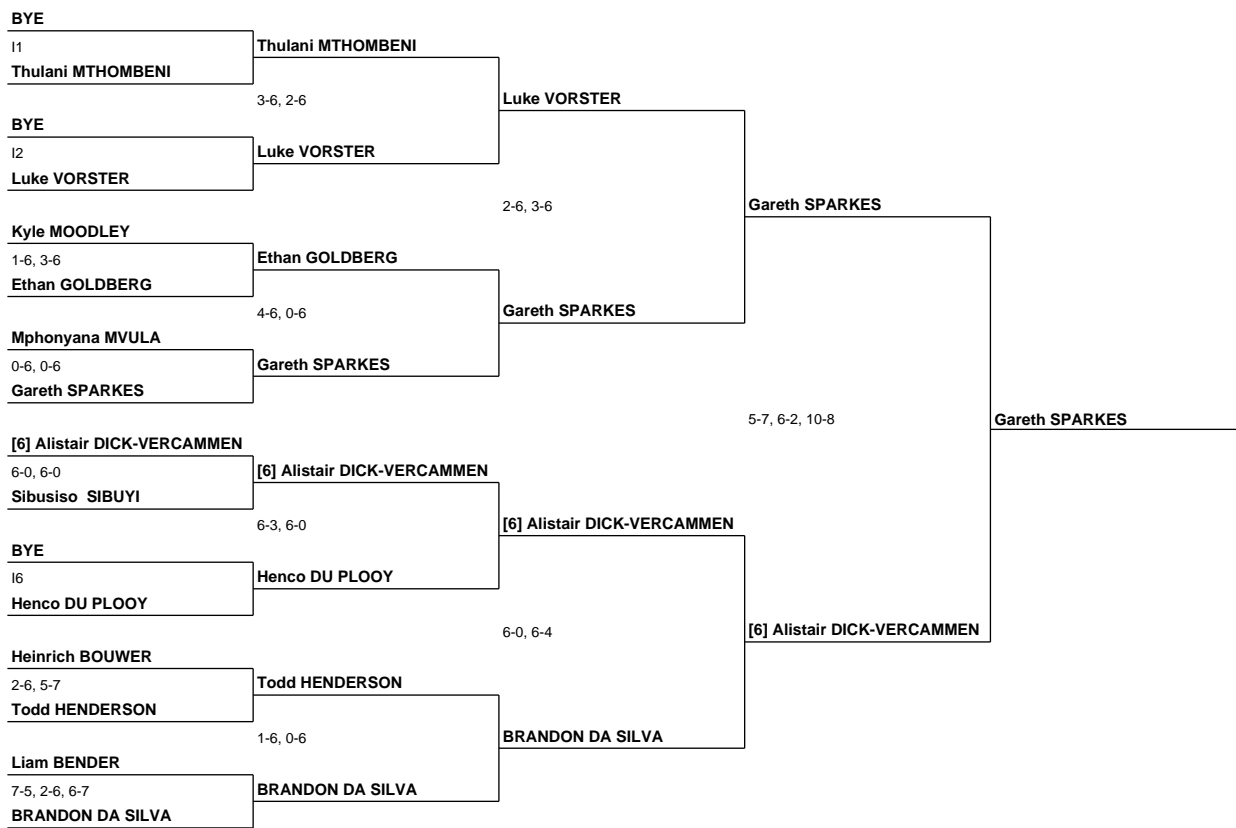 BYE
I1
Thulani MTHOMBENI
Thulani MTHOMBENI
3-6, 2-6
Luke VORSTER
BYE
I2
Luke VORSTER
Luke VORSTER
2-6, 3-6
Gareth SPARKES
Kyle MOODLEY
1-6, 3-6
Ethan GOLDBERG
Ethan GOLDBERG
4-6, 0-6
Gareth SPARKES
Mphonyana MVULA
0-6, 0-6
Gareth SPARKES
Gareth SPARKES
5-7, 6-2, 10-8
Gareth SPARKES
[6] Alistair DICK-VERCAMMEN
6-0, 6-0
Sibusiso SIBUYI
[6] Alistair DICK-VERCAMMEN
6-3, 6-0
[6] Alistair DICK-VERCAMMEN
BYE
I6
Henco DU PLOOY
Henco DU PLOOY
6-0, 6-4
[6] Alistair DICK-VERCAMMEN
Heinrich BOUWER
2-6, 5-7
Todd HENDERSON
Todd HENDERSON
1-6, 0-6
BRANDON DA SILVA
Liam BENDER
7-5, 2-6, 6-7
BRANDON DA SILVA
BRANDON DA SILVA